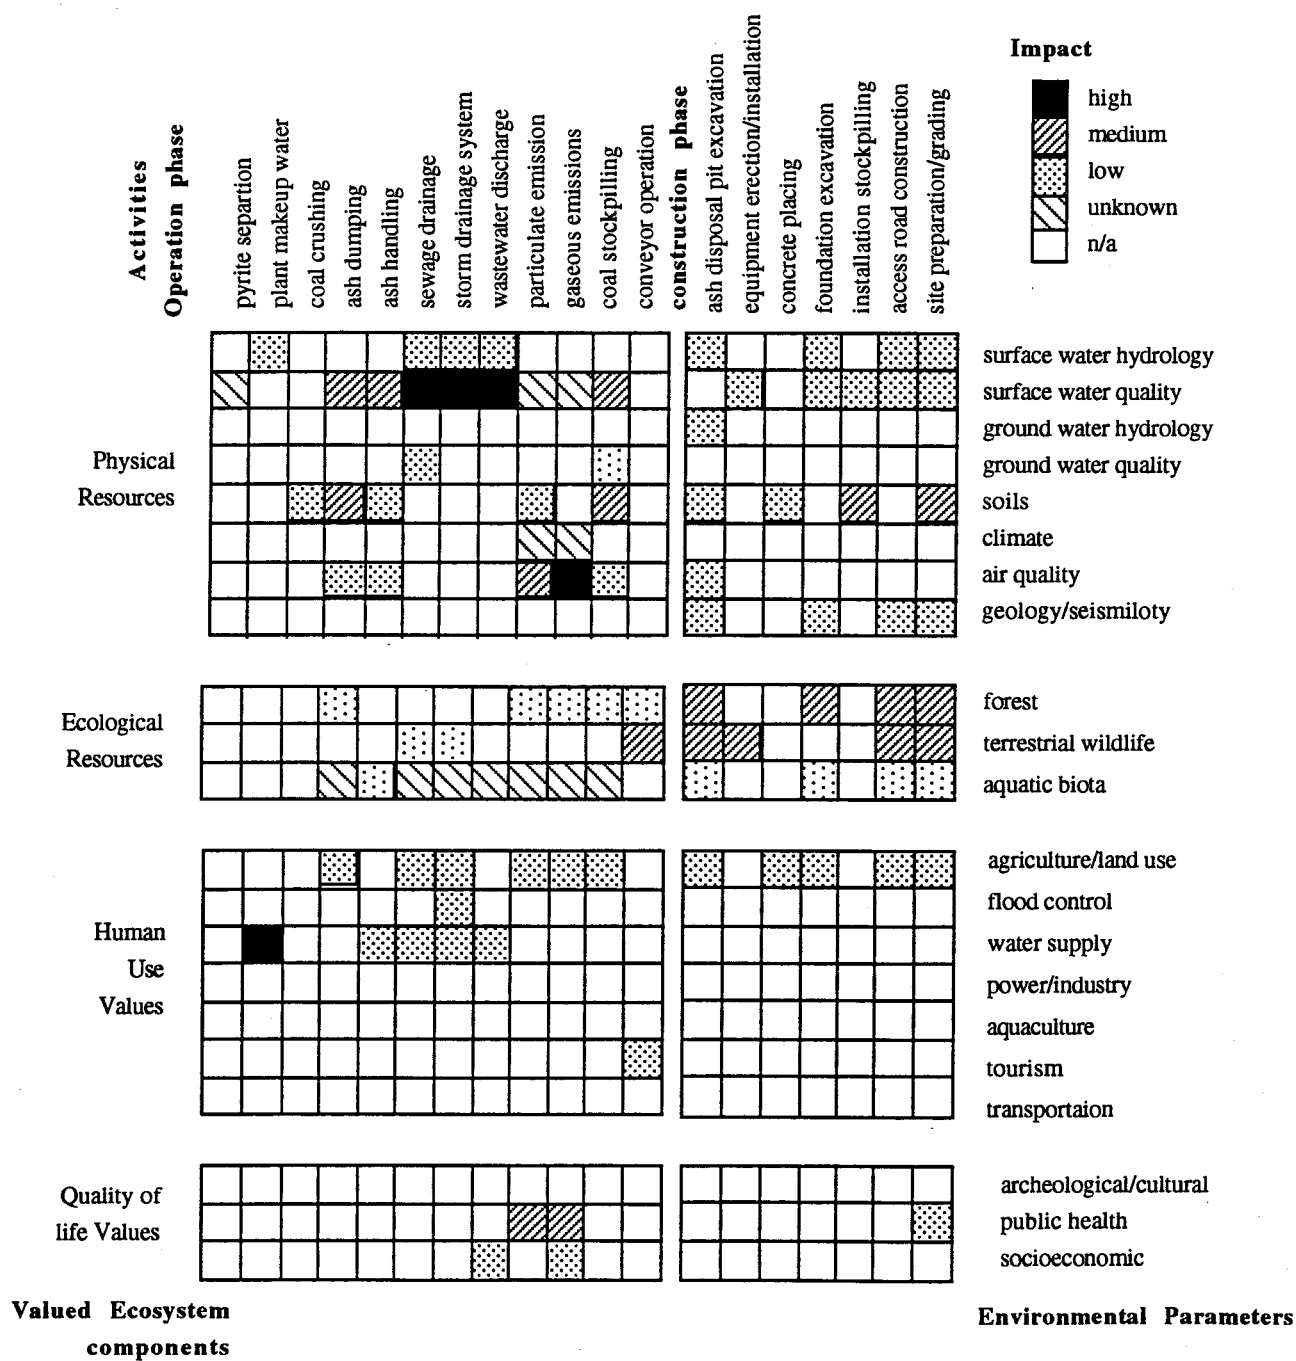 Activities
Operation phase
pyrite separtion
plant makeup water
coal crushing
ash dumping
ash handling
sewage drainage
storm drainage system
wastewater discharge
particulate emission
gaseous emissions
coal stockpilling
conveyor operation
construction phase
ash disposal pit excavation
equipment erection/installation
concrete placing
foundation excavation
installation stockpilling
access road construction
site preparation/grading
Impact
high
medium
low
unknown
n/a
Physical
Resources
surface water hydrology
surface water quality
ground water hydrology
ground water quality
soils
climate
air quality
geology/seismiloty
Ecological
Resources
forest
terrestrial wildlife
aquatic biota
Human
Use
Values
agriculture/land use
flood control
water supply
power/industry
aquaculture
tourism
transportaion
Quality of
life Values
archeological/cultural
public health
socioeconomic
Valued Ecosystem
components
Environmental Parameters